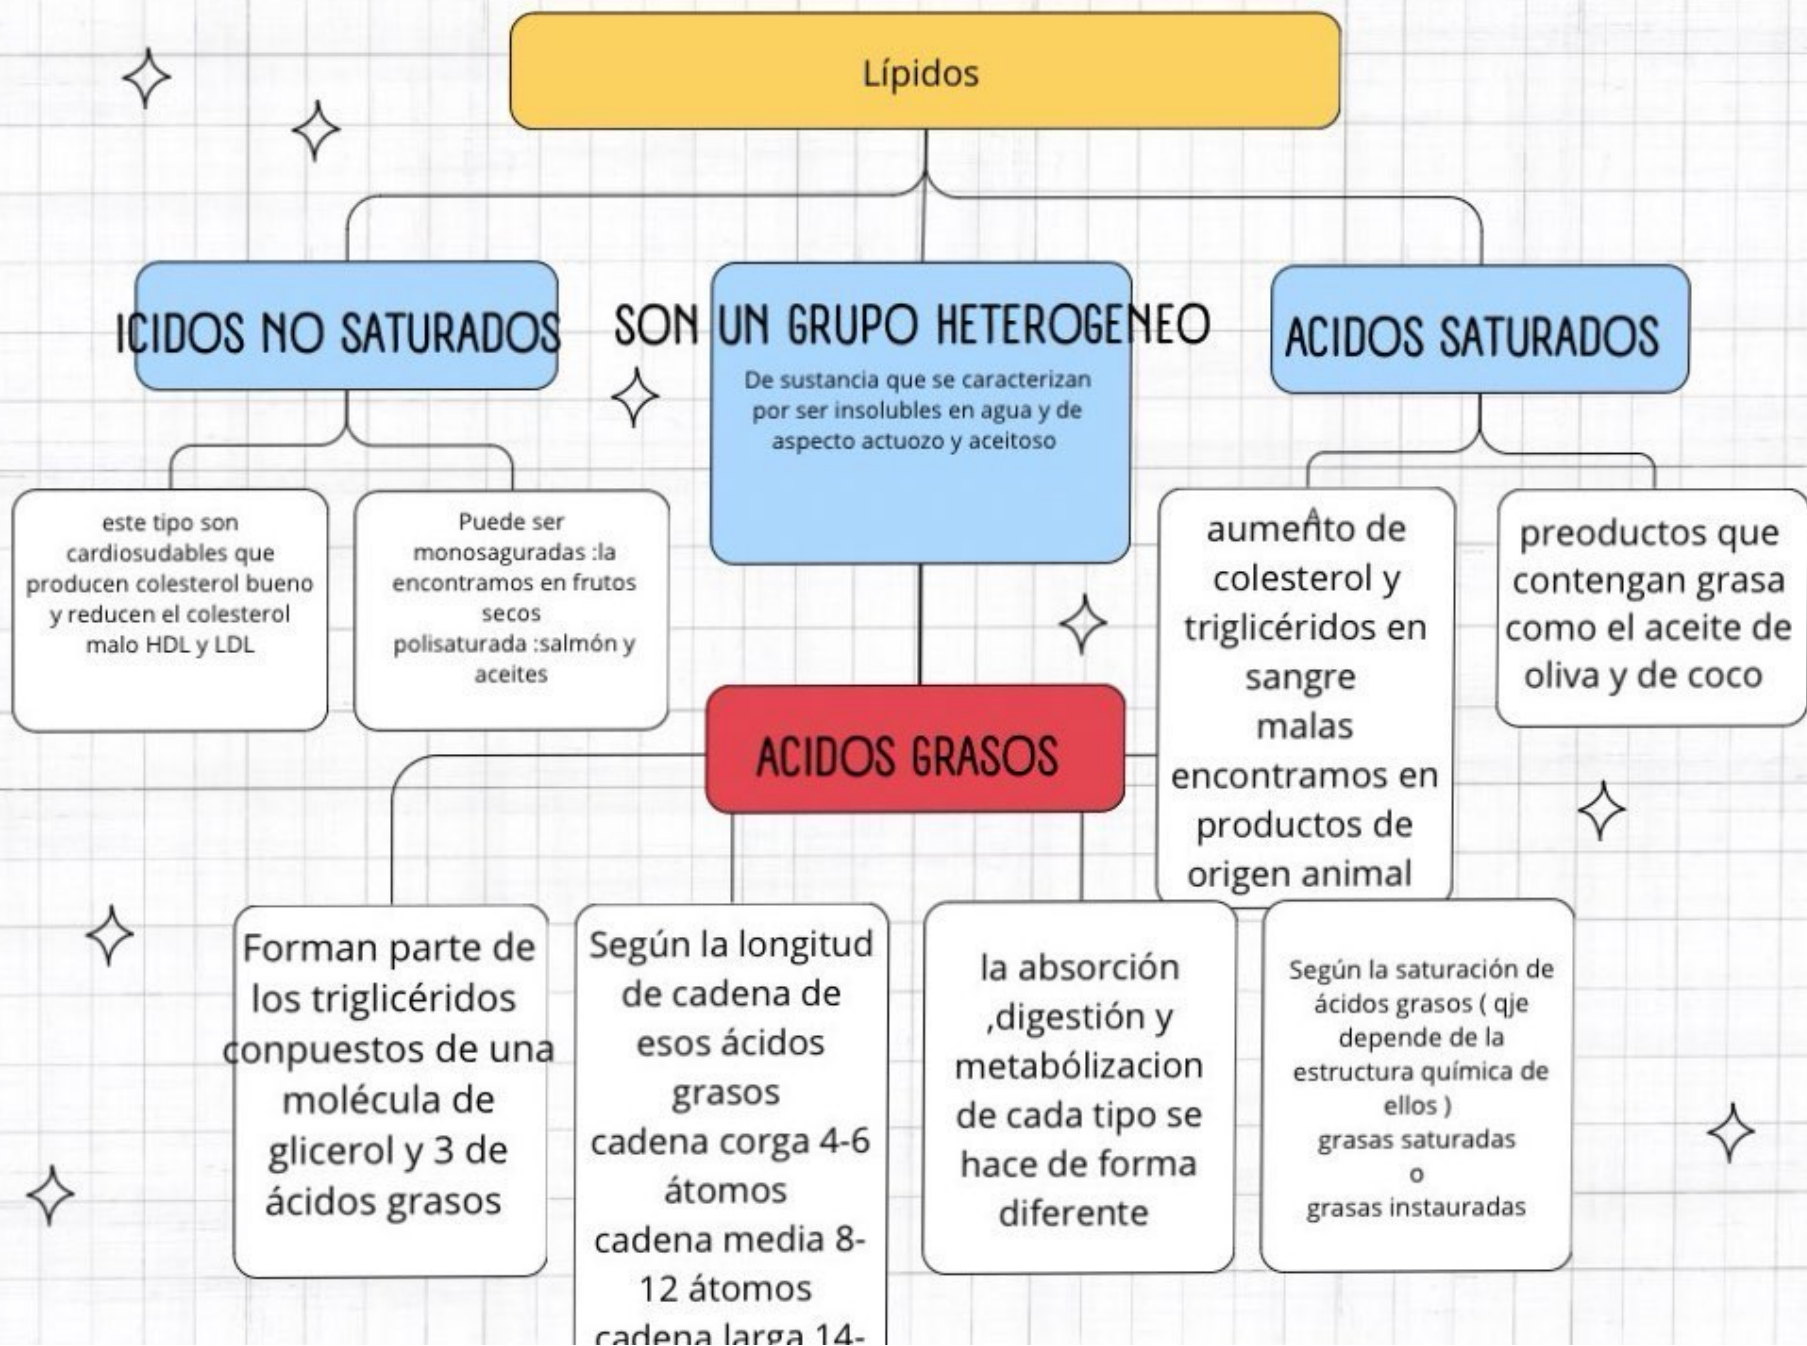 Lípidos
ICIDOS NO SATURADOS
SON UN GRUPO HETEROGENEO
De sustancia que se caracterizan
por ser insolubles en agua y de
aspecto actuozo y aceitoso
ACIDOS SATURADOS
este tipo son
cardiosudables que
producen colesterol bueno
y reducen el colesterol
malo HDL y LDL
Puede ser
monosaguradas :la
encontramos en frutos
secos
polisaturada :salmón y
aceites
A
aumento de
colesterol y
triglicéridos en
sangre
malas
encontramos en
productos de
origen animal
preoductos que
contengan grasa
como el aceite de
oliva y de coco
ACIDOS GRASOS
Forman parte de
los triglicéridos
conpuestos de una
molécula de
glicerol y 3 de
ácidos grasos
Según la longitud
de cadena de
esos ácidos
grasos
cadena corga 4-6
átomos
cadena media 8-
12 átomos
cadena larga 14-
la absorción
,digestión y
metabólizacion
de cada tipo se
hace de forma
diferente
Según la saturación de
ácidos grasos ( qje
depende de la
estructura química de
ellos )
grasas saturadas
o
grasas instauradas